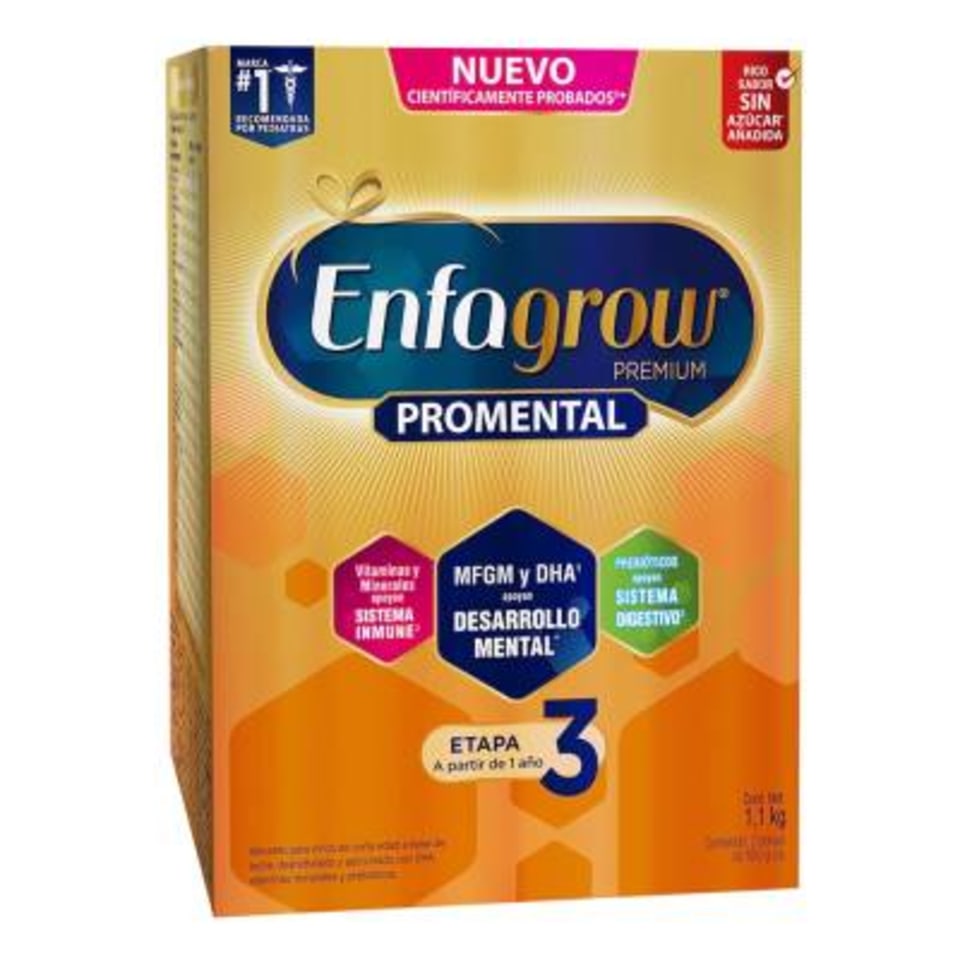 MARCA
#1
RECOMENDADA
POR PEDIATRAS
NUEVO
CIENTÍFICAMENTE PROBADOS
RICO
SABOR
SIN
AZÚCAR
AÑADIDA
Enfagrow®
PREMIUM
PROMENTAL
Vitaminas y
Minerales
apoyan
SISTEMA
INMUNE
MFGM y DHA
apoyan
DESARROLLO
MENTAL
PREBIÓTICOS
apoyan
SISTEMA
DIGESTIVO
ETAPA 3
A partir de 1 año
Cont. Net.
1.1 kg